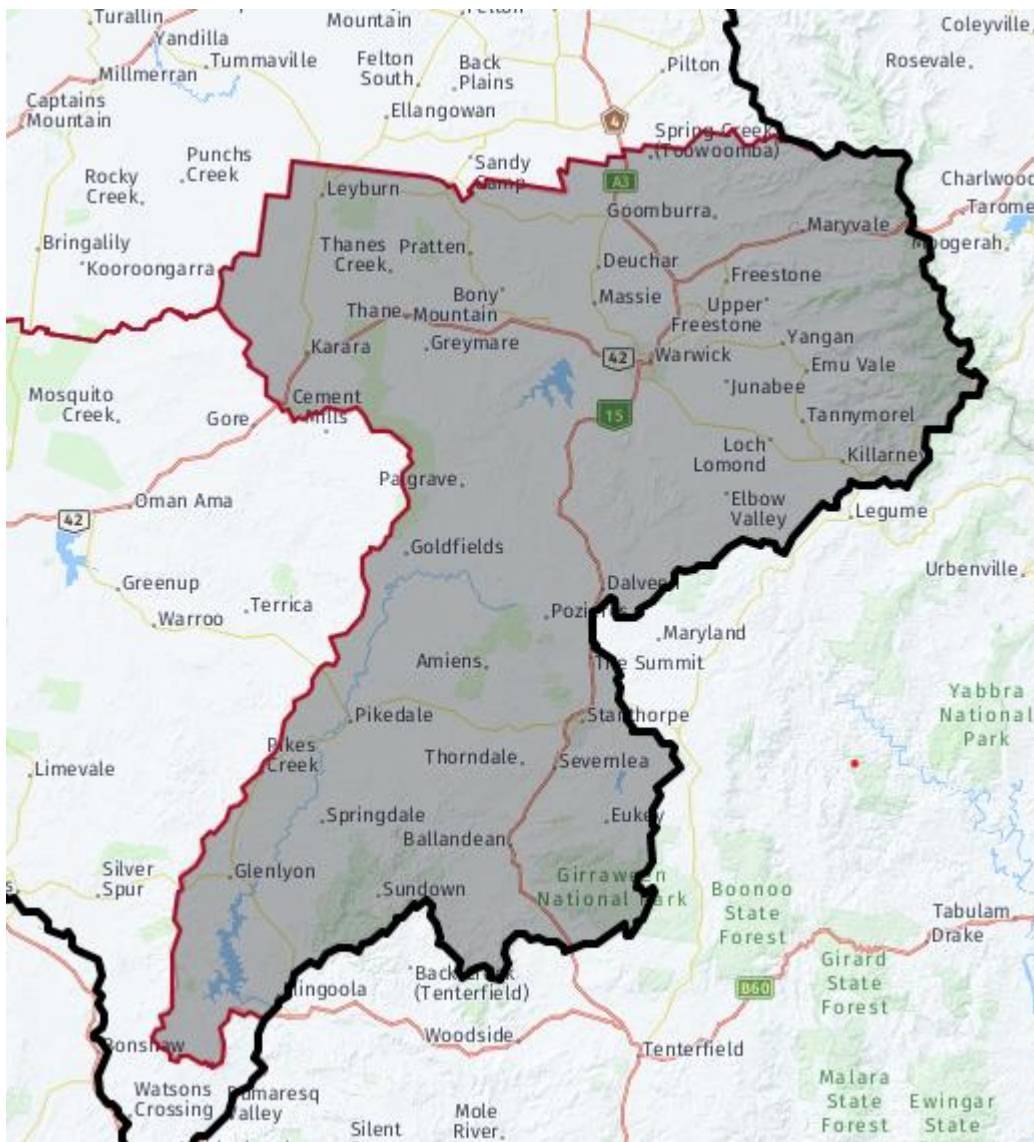 Turallin
Mountain
Felton
Coleyville
Yandilla
Tummaville
Felton
South
Back
Plains
Pilton
Rosevale
Millmerran
Captains
Mountain
Ellangowan
4
Spring Creek
(Toowoomba)
Punchs
Creek
Sandy
Camp
Rocky
Creek
Leyburn
A3
Charlwood
Tarome
Goomburra
Bringalily
Thanes
Creek
Pratten
Maryvale
Moogerah
Kooroongarra
Deuchar
Freestone
Bony
Mountain
Massie
Thane
Upper
Freestone
Karara
Greymare
42
Warwick
Yangan
Emu Vale
Mosquito
Creek
Cement
Mills
Junabee
Gore
15
Tannymorel
Loch
Lomond
Killarney
Palgrave
Oman Ama
42
Elbow
Valley
Legume
Goldfields
Greenup
Dalveen
Urbenville
Terrica
Warroo
Pozieres
Maryland
Amiens
The Summit
Yabbra
National
Park
Pikedale
Stanthorpe
Pikes
Creek
Thorndale
Severnlea
Limevale
Springdale
Eukey
Ballandean
Silver
Spur
Glenlyon
Sundown
Girraween
National Park
Boonoo
State
Forest
Tabulam
Drake
Back Creek
(Tenterfield)
Girard
State
Forest
Mingoola
B60
Bonshaw
Woodside
Tenterfield
Watsons
Crossing
Dumaresq
Valley
Malara
State
Forest
Ewingar
State
Mole
River
Silent